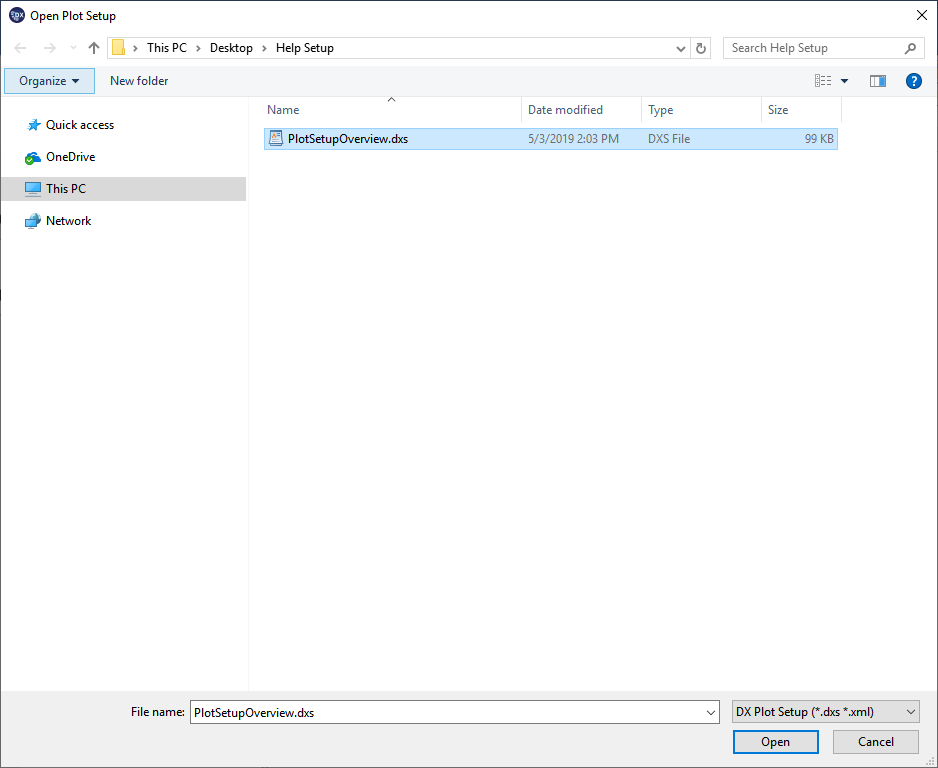 DX
Open Plot Setup
This PC > Desktop > Help Setup
Search Help Setup
Organize
New folder
?
Name
Date modified
Type
Size
Quick access
OneDrive
This PC
Network
PlotSetupOverview.dxs
5/3/2019 2:03 PM
DXS File
99 KB
File name:
PlotSetupOverview.dxs
DX Plot Setup (*.dxs *.xml)
Open
Cancel